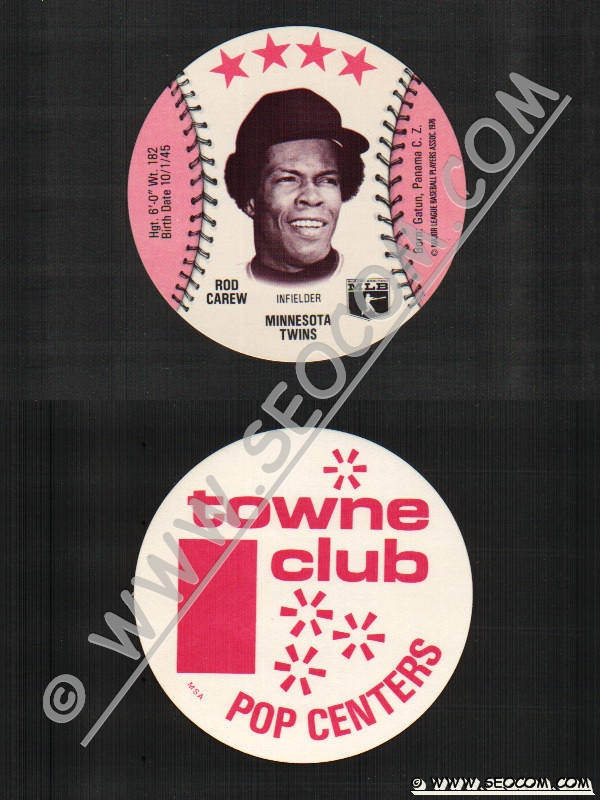 Hgt. 6'-0" Wt. 182
Birth Date 10/1/45
Born: Gatun, Panama C. Z.
© MAJOR LEAGUE BASEBALL PLAYERS ASSOC. 1976
ROD
CAREW
INFIELDER
MLB
MINNESOTA
TWINS
towne
club
POP CENTERS
MSA
© WWW.SEOCOM.COM
© WWW.SEOCOM.COM